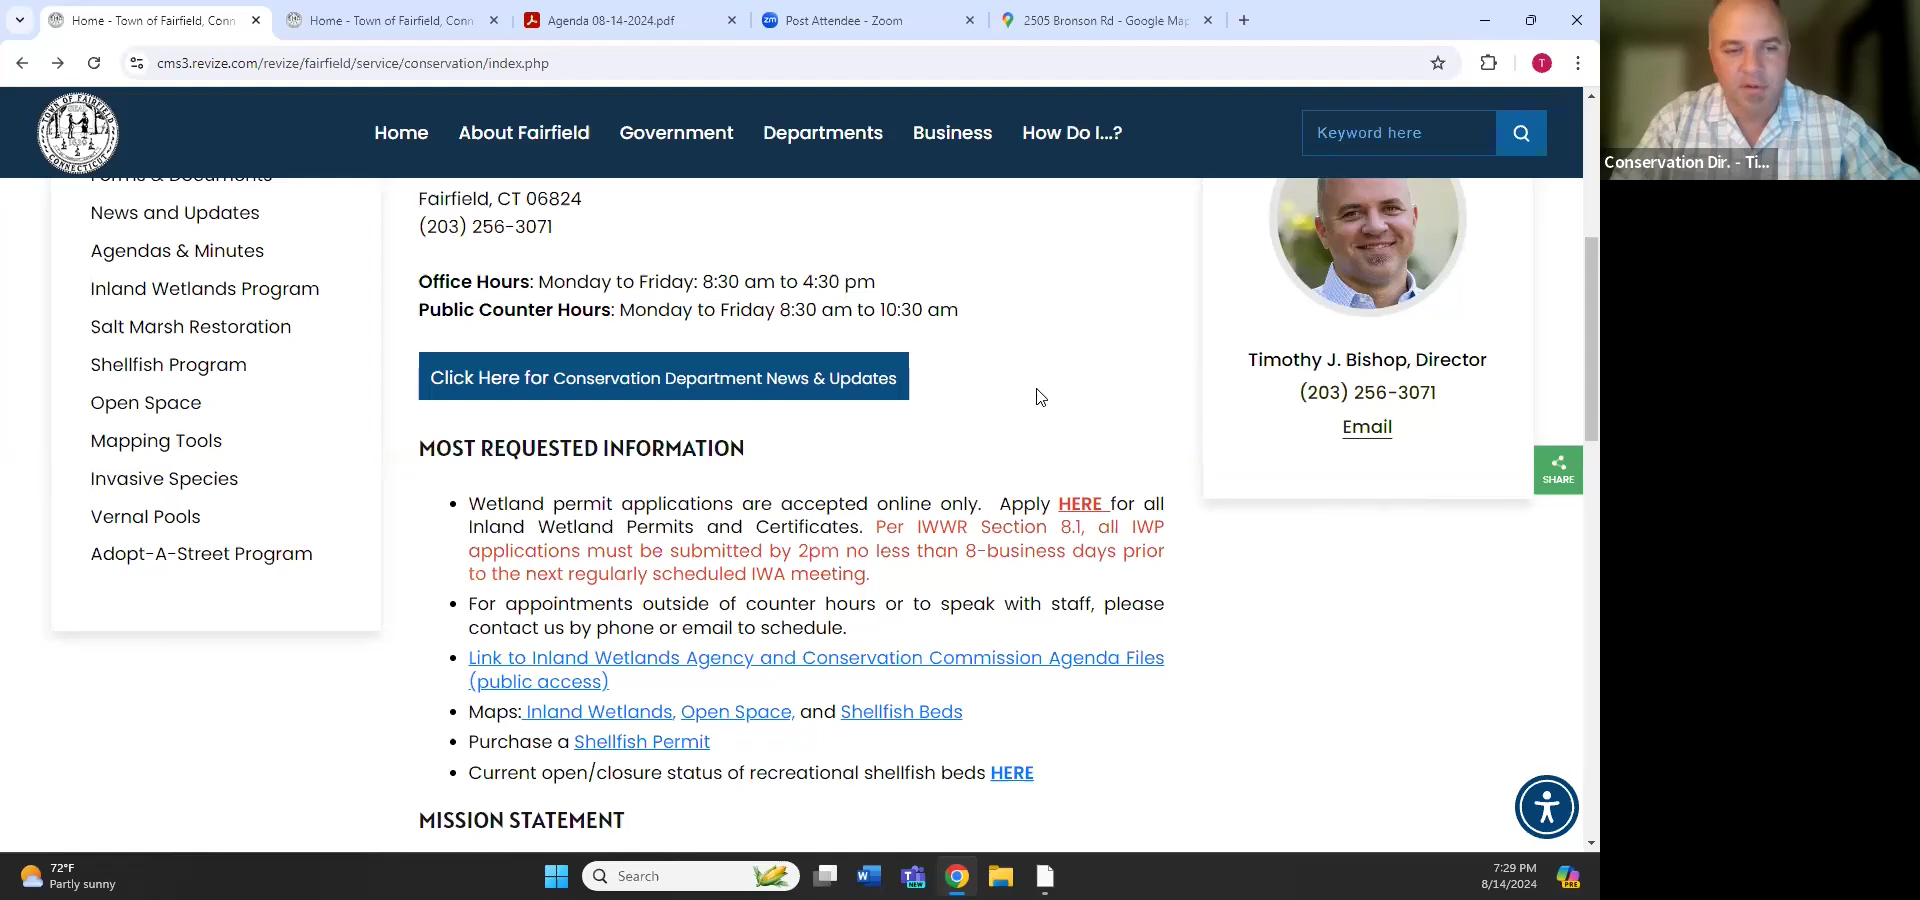 Home - Town of Fairfield, Conn
Home - Town of Fairfield, Conn
Agenda 08-14-2024.pdf
Post Attendee - Zoom
2505 Bronson Rd - Google Map
cms3.revize.com/revize/fairfield/service/conservation/index.php
T
TOWN OF FAIRFIELD
CONNECTICUT
Home
About Fairfield
Government
Departments
Business
How Do I...?
Keyword here
Conservation Dir. - Ti...
Forms & Documents
News and Updates
Agendas & Minutes
Inland Wetlands Program
Salt Marsh Restoration
Shellfish Program
Open Space
Mapping Tools
Invasive Species
Vernal Pools
Adopt-A-Street Program
Fairfield, CT 06824
(203) 256-3071
Office Hours: Monday to Friday: 8:30 am to 4:30 pm
Public Counter Hours: Monday to Friday 8:30 am to 10:30 am
Click Here for Conservation Department News & Updates
MOST REQUESTED INFORMATION
• Wetland permit applications are accepted online only. Apply HERE for all
Inland Wetland Permits and Certificates. Per IWWR Section 8.1, all IWP
applications must be submitted by 2pm no less than 8-business days prior
to the next regularly scheduled IWA meeting.
• For appointments outside of counter hours or to speak with staff, please
contact us by phone or email to schedule.
• Link to Inland Wetlands Agency and Conservation Commission Agenda Files
(public access)
• Maps: Inland Wetlands, Open Space, and Shellfish Beds
• Purchase a Shellfish Permit
• Current open/closure status of recreational shellfish beds HERE
MISSION STATEMENT
Timothy J. Bishop, Director
(203) 256-3071
Email
SHARE
72°F
Partly sunny
Search
7:29 PM
8/14/2024